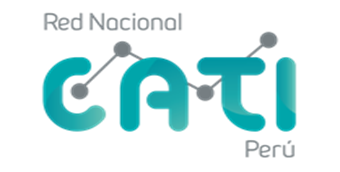 Red Nacional
CATI
Perú